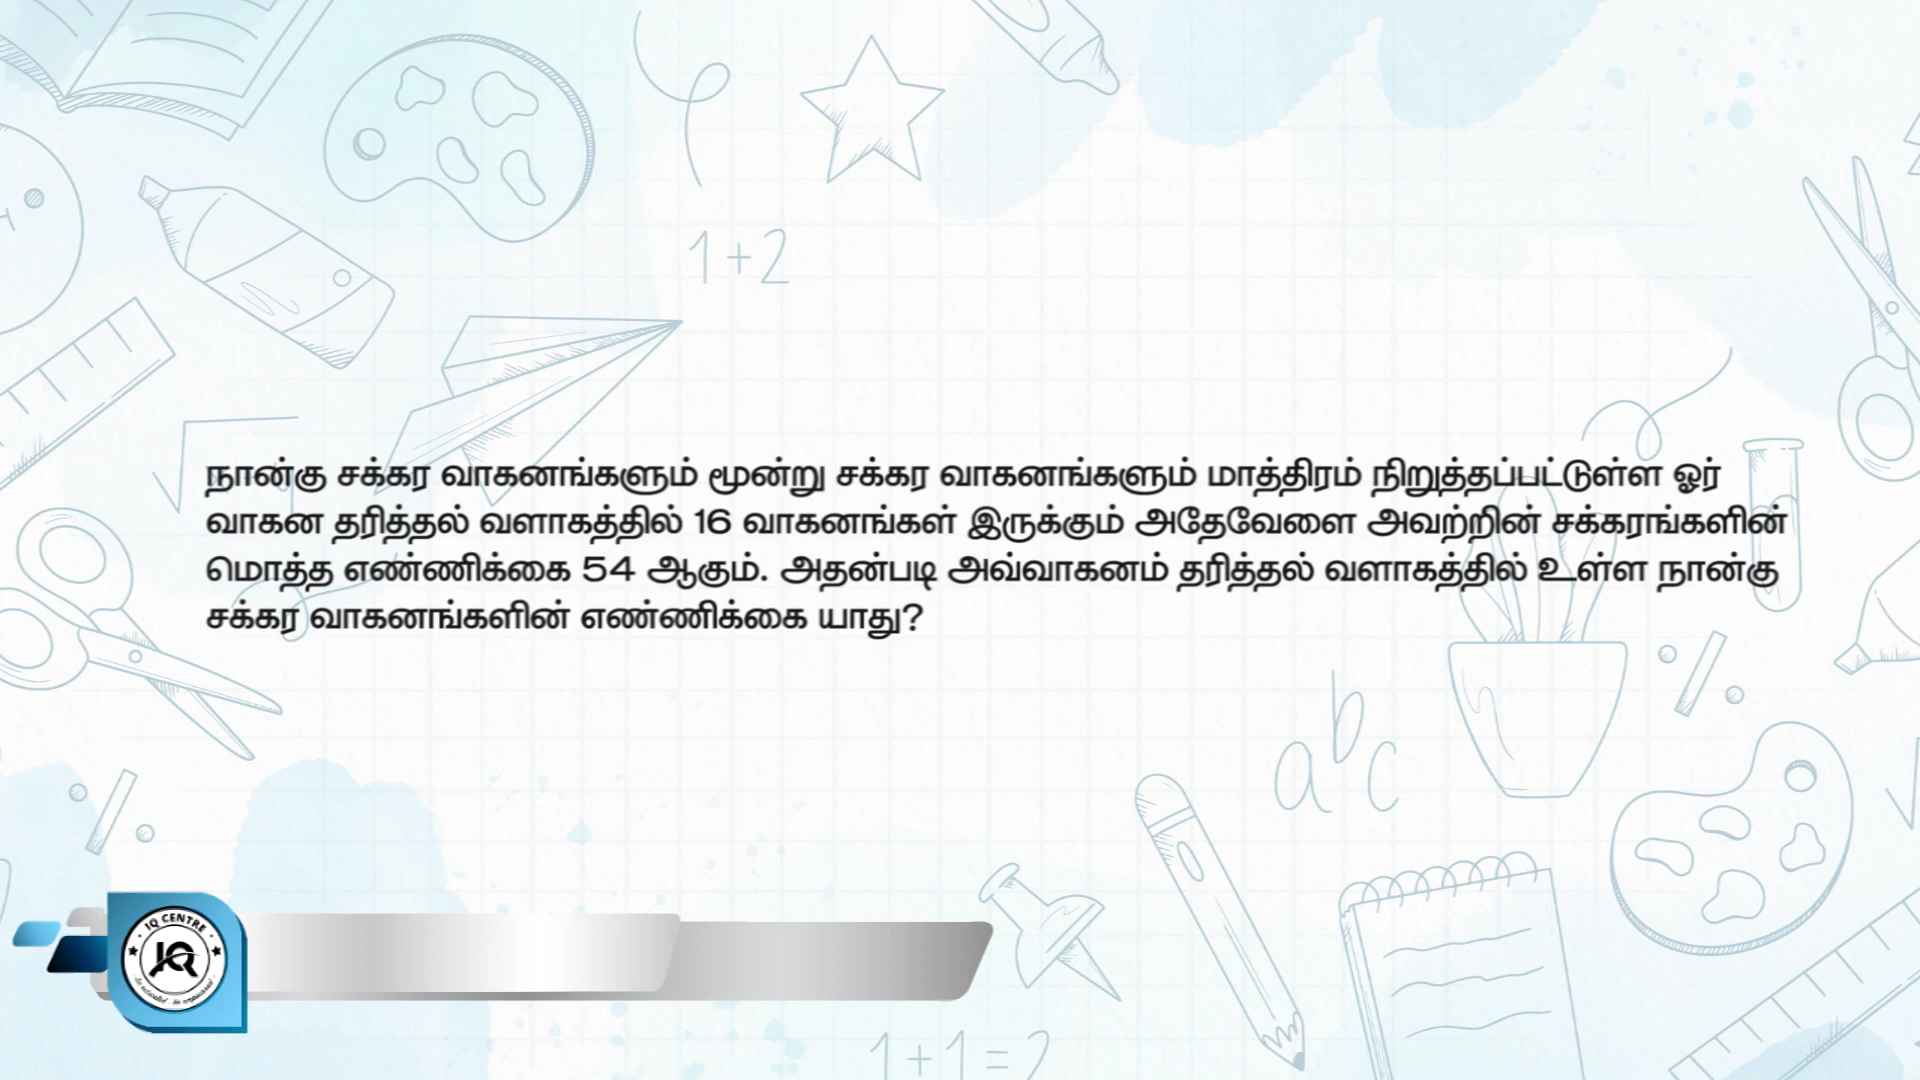 1+2
நான்கு சக்கர வாகனங்களும் மூன்று சக்கர வாகனங்களும் மாத்திரம் நிறுத்தப்பட்டுள்ள ஓர்
வாகன தரித்தல் வளாகத்தில் 16 வாகனங்கள் இருக்கும் அதேவேளை அவற்றின் சக்கரங்களின்
மொத்த எண்ணிக்கை 54 ஆகும். அதன்படி அவ்வாகனம் தரித்தல் வளாகத்தில் உள்ள நான்கு
சக்கர வாகனங்களின் எண்ணிக்கை யாது?
abc
IQ CENTRE
IQ
1+1=2